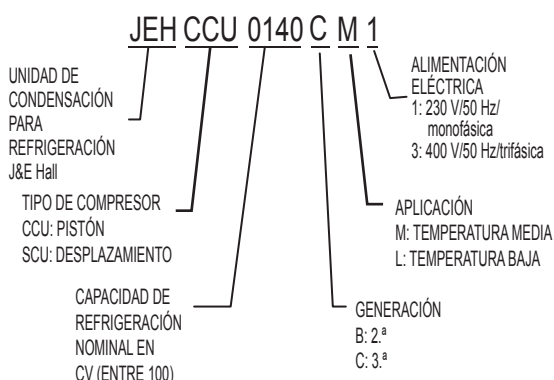 JEH CCU 0140 C M 1
UNIDAD DE
CONDENSACIÓN
PARA
REFRIGERACIÓN
J&E Hall
TIPO DE COMPRESOR
CCU: PISTÓN
SCU: DESPLAZAMIENTO
CAPACIDAD DE
REFRIGERACIÓN
NOMINAL EN
CV (ENTRE 100)
GENERACIÓN
B: 2.ª
C: 3.ª
APLICACIÓN
M: TEMPERATURA MEDIA
L: TEMPERATURA BAJA
ALIMENTACIÓN
ELÉCTRICA
1: 230 V/50 Hz/
monofásica
3: 400 V/50 Hz/trifásica